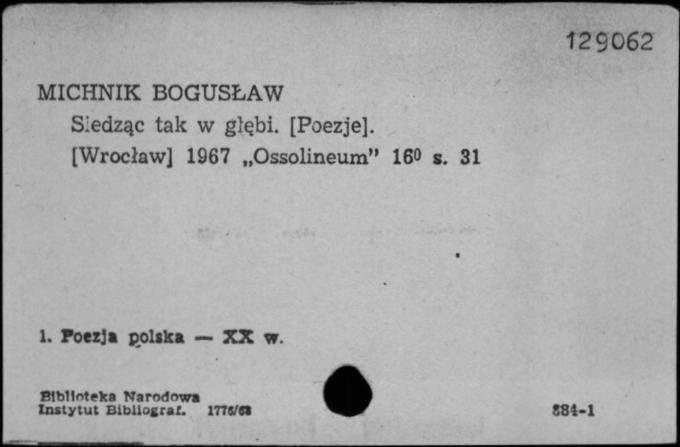 129062
MICHNIK BOGUSŁAW
Siedząc tak w głębi. [Poezje].
[Wrocław] 1967 „Ossolineum” 16⁰ s. 31
1. Poezja polska — XX w.
Biblioteka Narodowa
Instytut Bibliograf. 1776/68
884-1